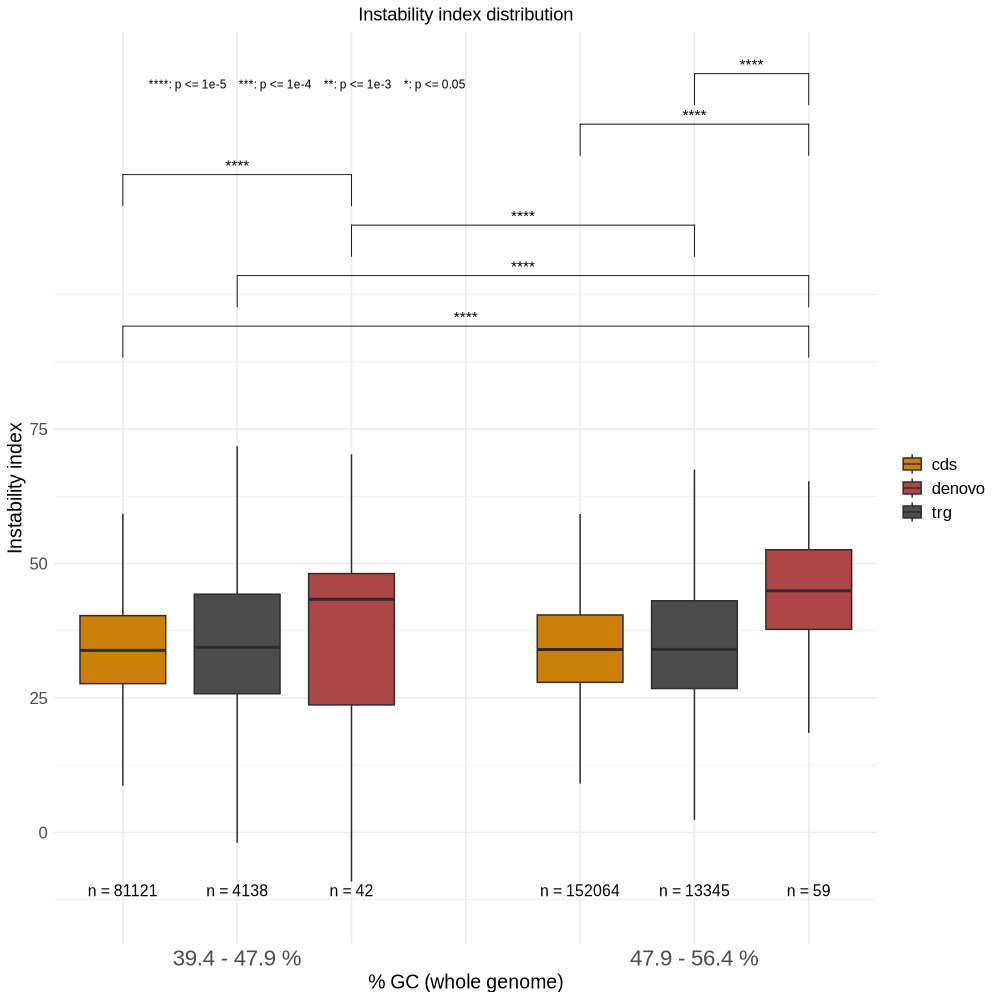 Instability index distribution
****: p <= 1e-5 ***: p <= 1e-4 **: p <= 1e-3 *: p <= 0.05
****
****
****
****
****
****
Instability index
75
50
25
0
cds
denovo
trg
n = 81121 n = 4138 n = 42 n = 152064 n = 13345 n = 59
39.4 - 47.9 % 47.9 - 56.4 %
% GC (whole genome)